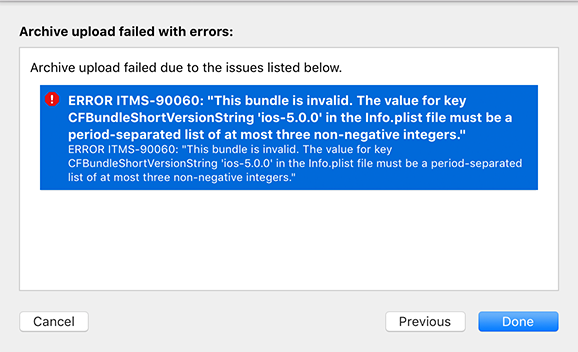 Archive upload failed with errors:
Archive upload failed due to the issues listed below.
ERROR ITMS-90060: "This bundle is invalid. The value for key
CFBundleShortVersionString 'ios-5.0.0' in the Info.plist file must be a
period-separated list of at most three non-negative integers."
ERROR ITMS-90060: "This bundle is invalid. The value for key
CFBundleShortVersionString 'ios-5.0.0' in the Info.plist file must be a period-separated
list of at most three non-negative integers."
Cancel
Previous
Done